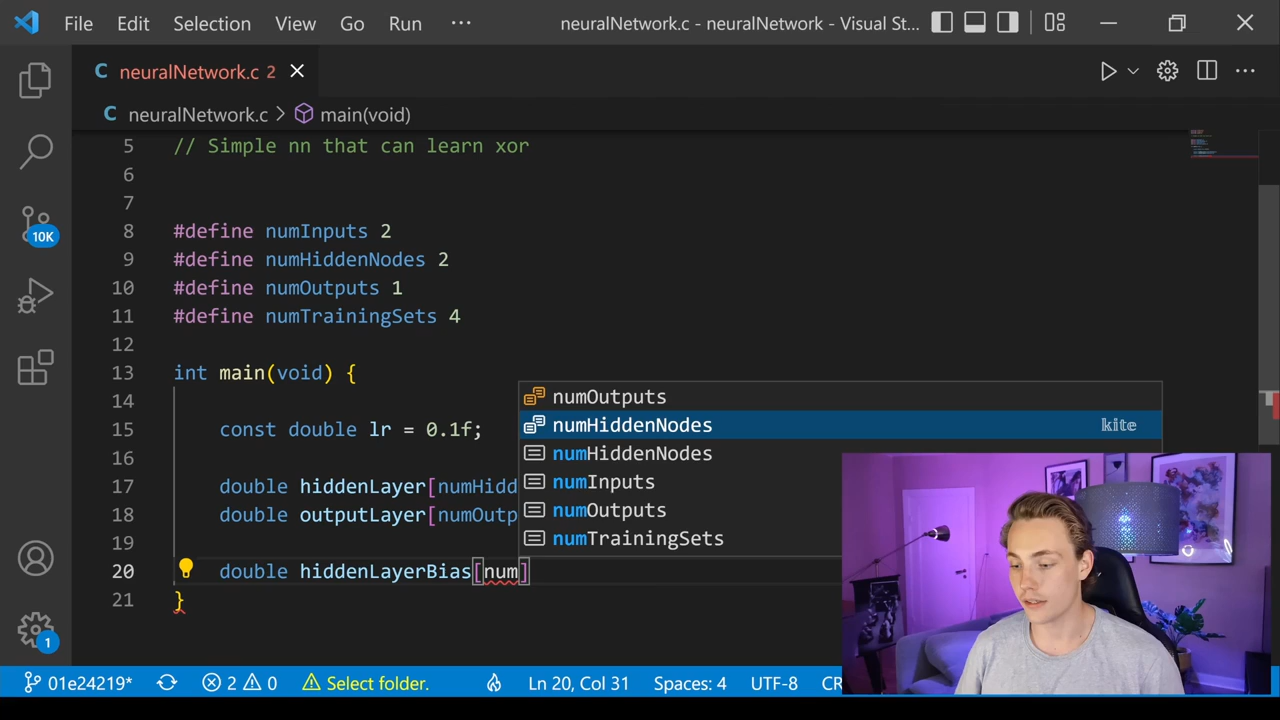 File Edit Selection View Go Run ··· neuralNetwork.c - neuralNetwork - Visual St...
neuralNetwork.c 2
neuralNetwork.c > main(void)
5 // Simple nn that can learn xor
6
7
8 #define numInputs 2
9 #define numHiddenNodes 2
10 #define numOutputs 1
11 #define numTrainingSets 4
12
13 int main(void) {
14
15 const double lr = 0.1f;
16
17 double hiddenLayer[numHidd
18 double outputLayer[numOutp
19
20 double hiddenLayerBias[num]
21 }
numOutputs
numHiddenNodes kite
numHiddenNodes
numInputs
numOutputs
numTrainingSets
10K
1
01e24219* 2 0 Select folder. Ln 20, Col 31 Spaces: 4 UTF-8 CR